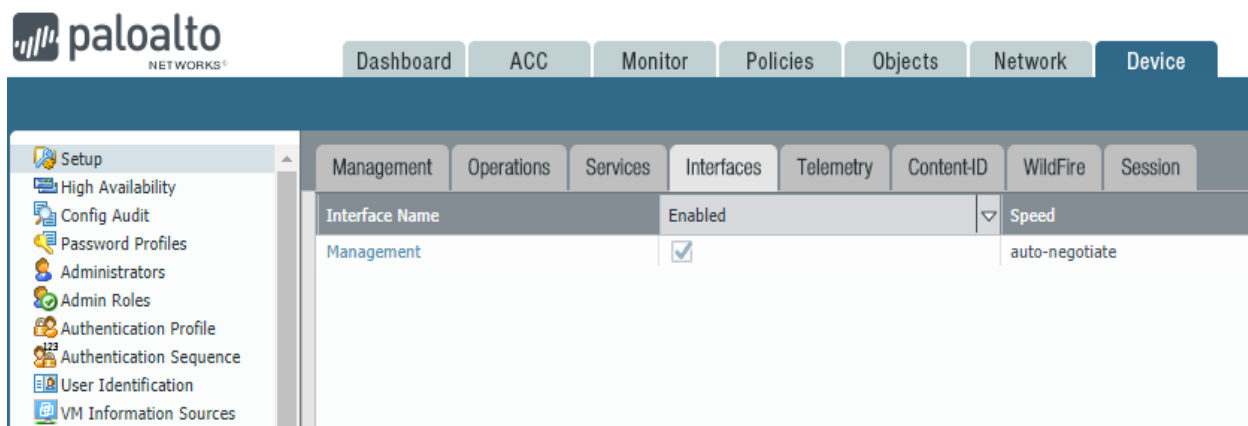 paloalto
NETWORKS®
Dashboard ACC Monitor Policies Objects Network Device
Setup
High Availability
Config Audit
Password Profiles
Administrators
Admin Roles
Authentication Profile
123
Authentication Sequence
User Identification
VM Information Sources
Management Operations Services Interfaces Telemetry Content-ID WildFire Session
Interface Name Enabled Speed
Management auto-negotiate